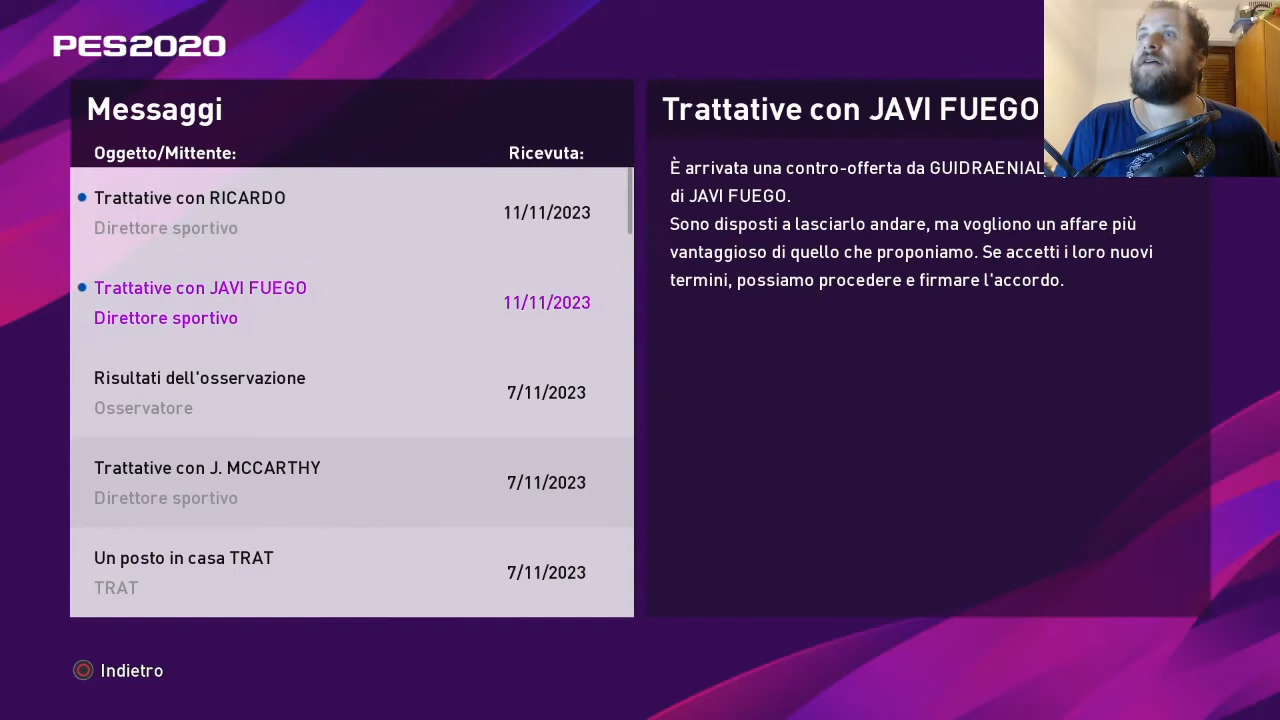 PES2020
Messaggi
Oggetto/Mittente: Ricevuta:
Trattative con RICARDO
Direttore sportivo
11/11/2023
Trattative con JAVI FUEGO
Direttore sportivo
11/11/2023
Risultati dell'osservazione
Osservatore
7/11/2023
Trattative con J. MCCARTHY
Direttore sportivo
7/11/2023
Un posto in casa TRAT
TRAT
7/11/2023
Trattative con JAVI FUEGO
È arrivata una contro-offerta da
di JAVI FUEGO.
Sono disposti a lasciarlo andare, ma vogliono un affare più
vantaggioso di quello che proponiamo. Se accetti i loro nuovi
termini, possiamo procedere e firmare l'accordo.
Indietro